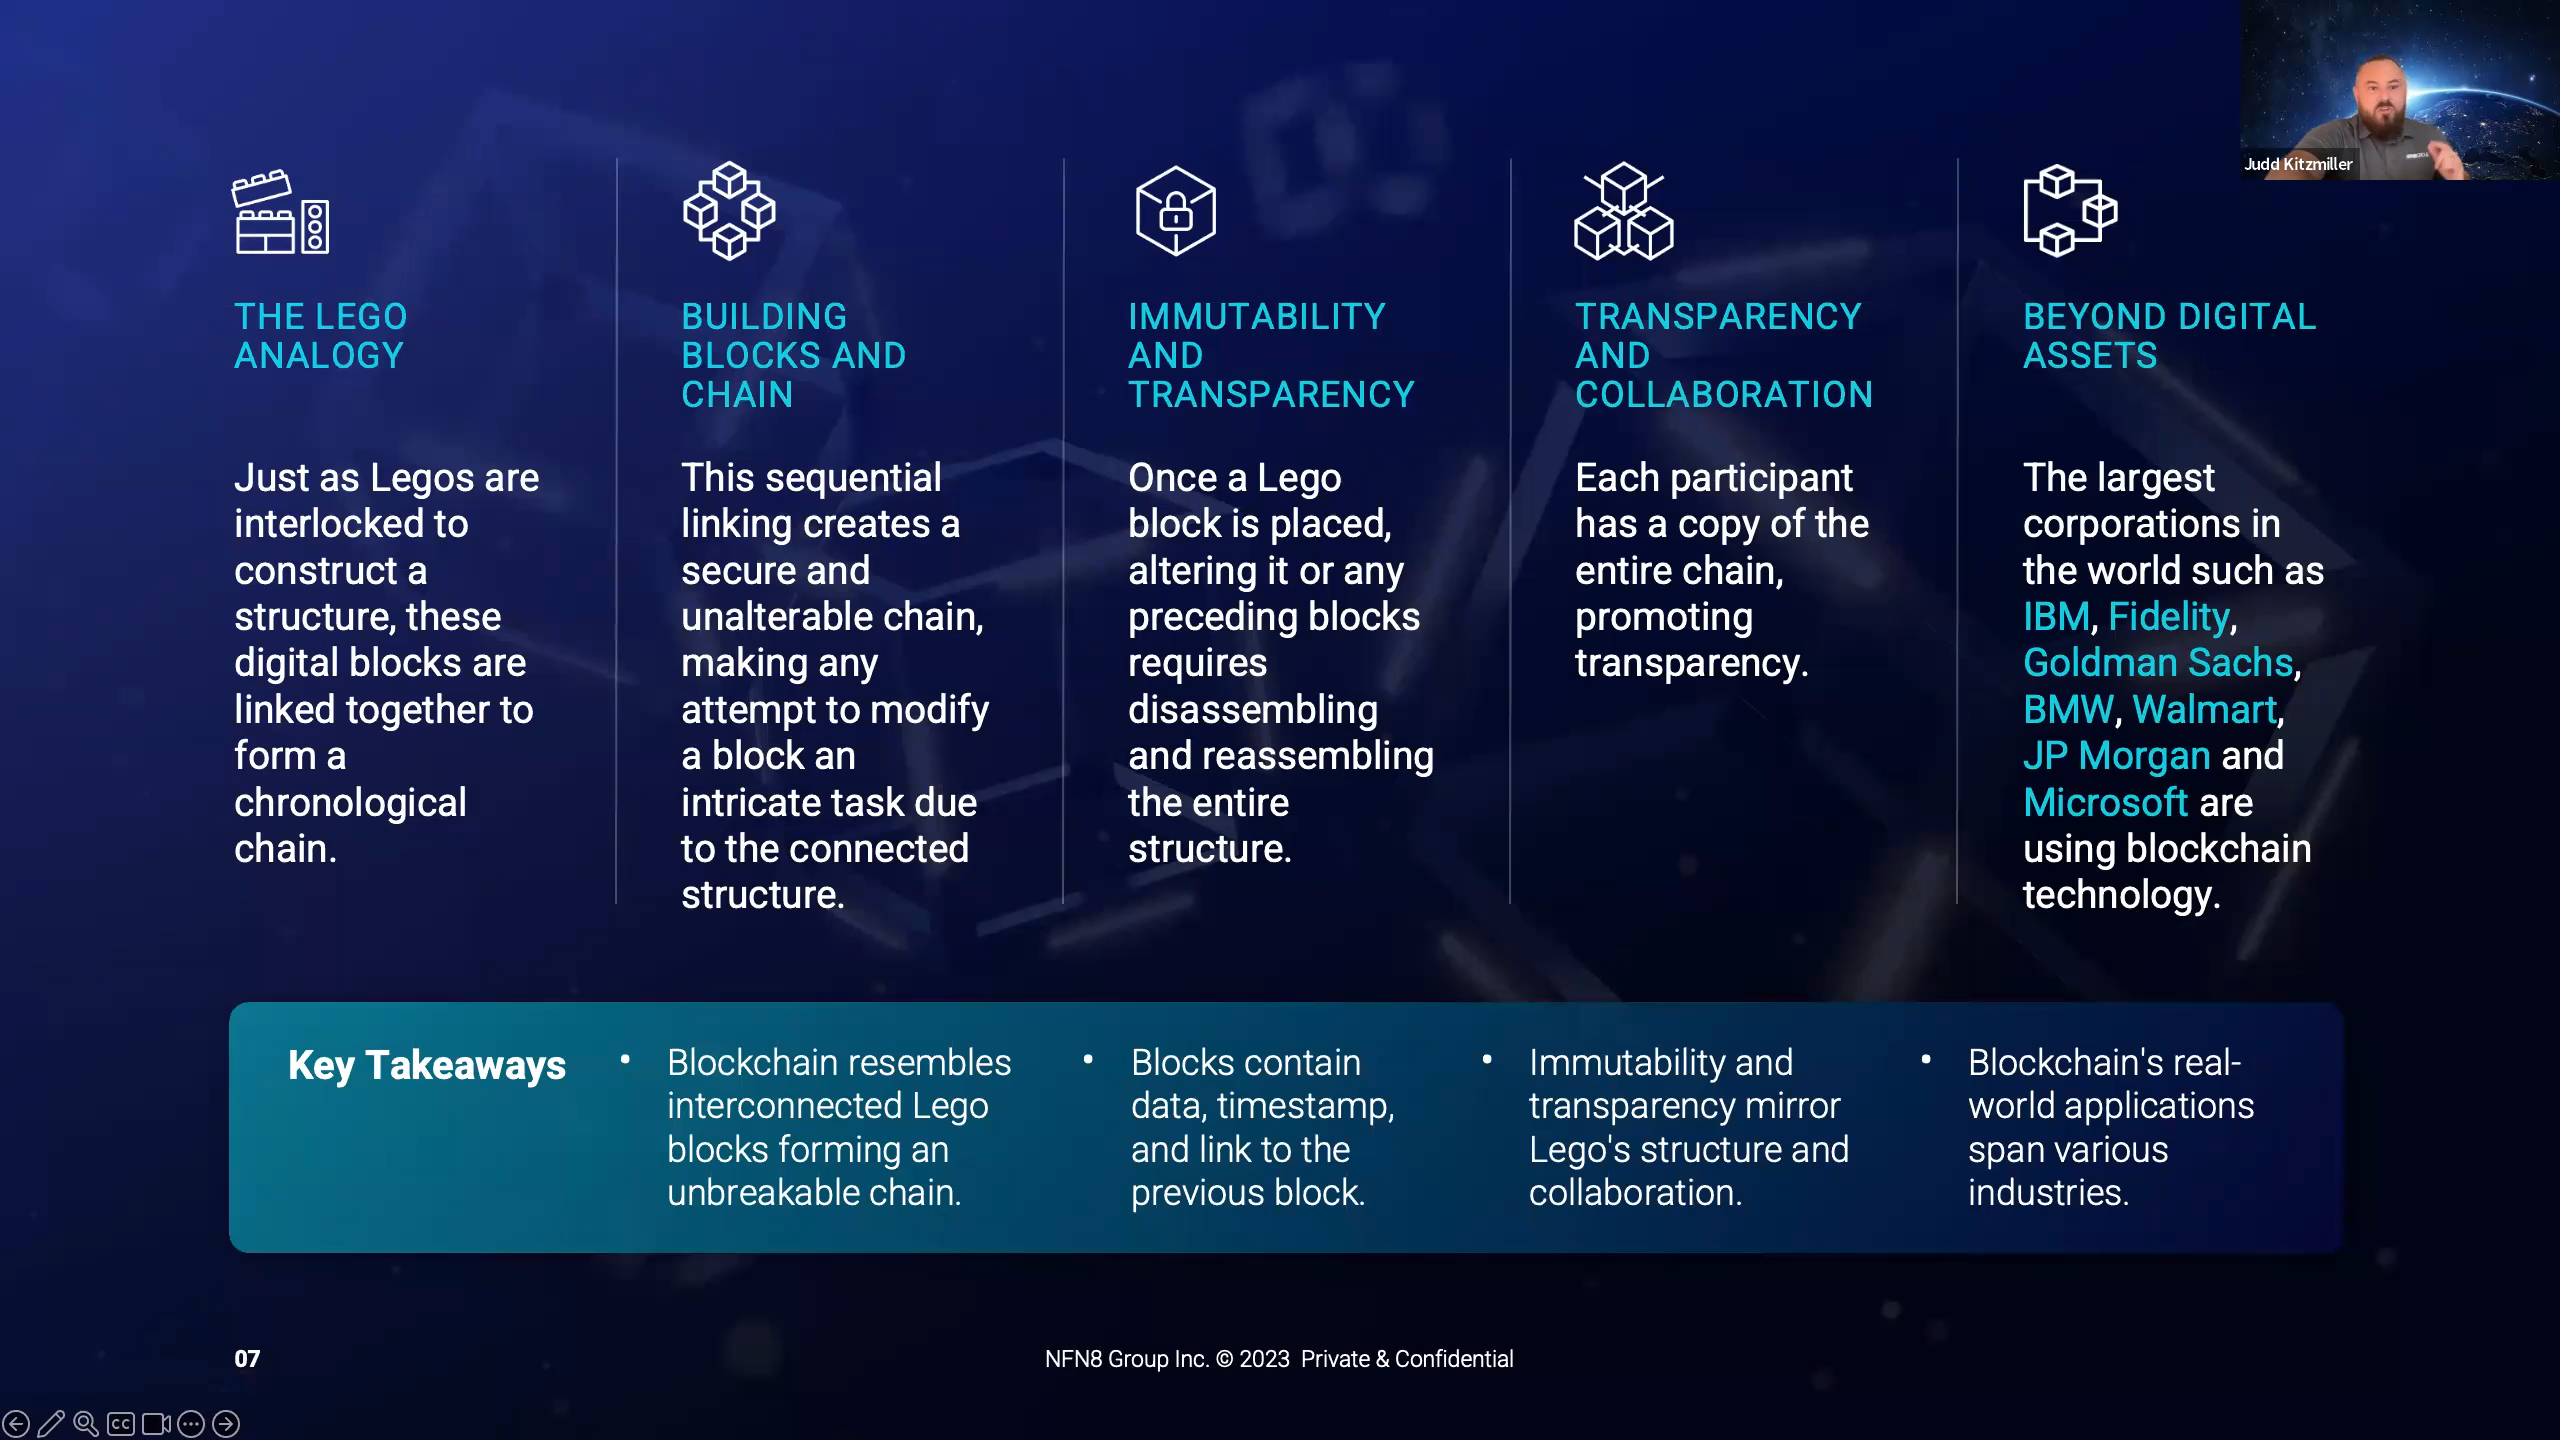 Judd Kitzmiller
THE LEGO
ANALOGY
Just as Legos are
interlocked to
construct a
structure, these
digital blocks are
linked together to
form a
chronological
chain.
BUILDING
BLOCKS AND
CHAIN
This sequential
linking creates a
secure and
unalterable chain,
making any
attempt to modify
a block an
intricate task due
to the connected
structure.
IMMUTABILITY
AND
TRANSPARENCY
Once a Lego
block is placed,
altering it or any
preceding blocks
requires
disassembling
and reassembling
the entire
structure.
TRANSPARENCY
AND
COLLABORATION
Each participant
has a copy of the
entire chain,
promoting
transparency.
BEYOND DIGITAL
ASSETS
The largest
corporations in
the world such as
IBM, Fidelity,
Goldman Sachs,
BMW, Walmart,
JP Morgan and
Microsoft are
using blockchain
technology.
Key Takeaways
• Blockchain resembles
interconnected Lego
blocks forming an
unbreakable chain.
• Blocks contain
data, timestamp,
and link to the
previous block.
• Immutability and
transparency mirror
Lego's structure and
collaboration.
• Blockchain's real-
world applications
span various
industries.
07
NFN8 Group Inc. © 2023 Private & Confidential
CC